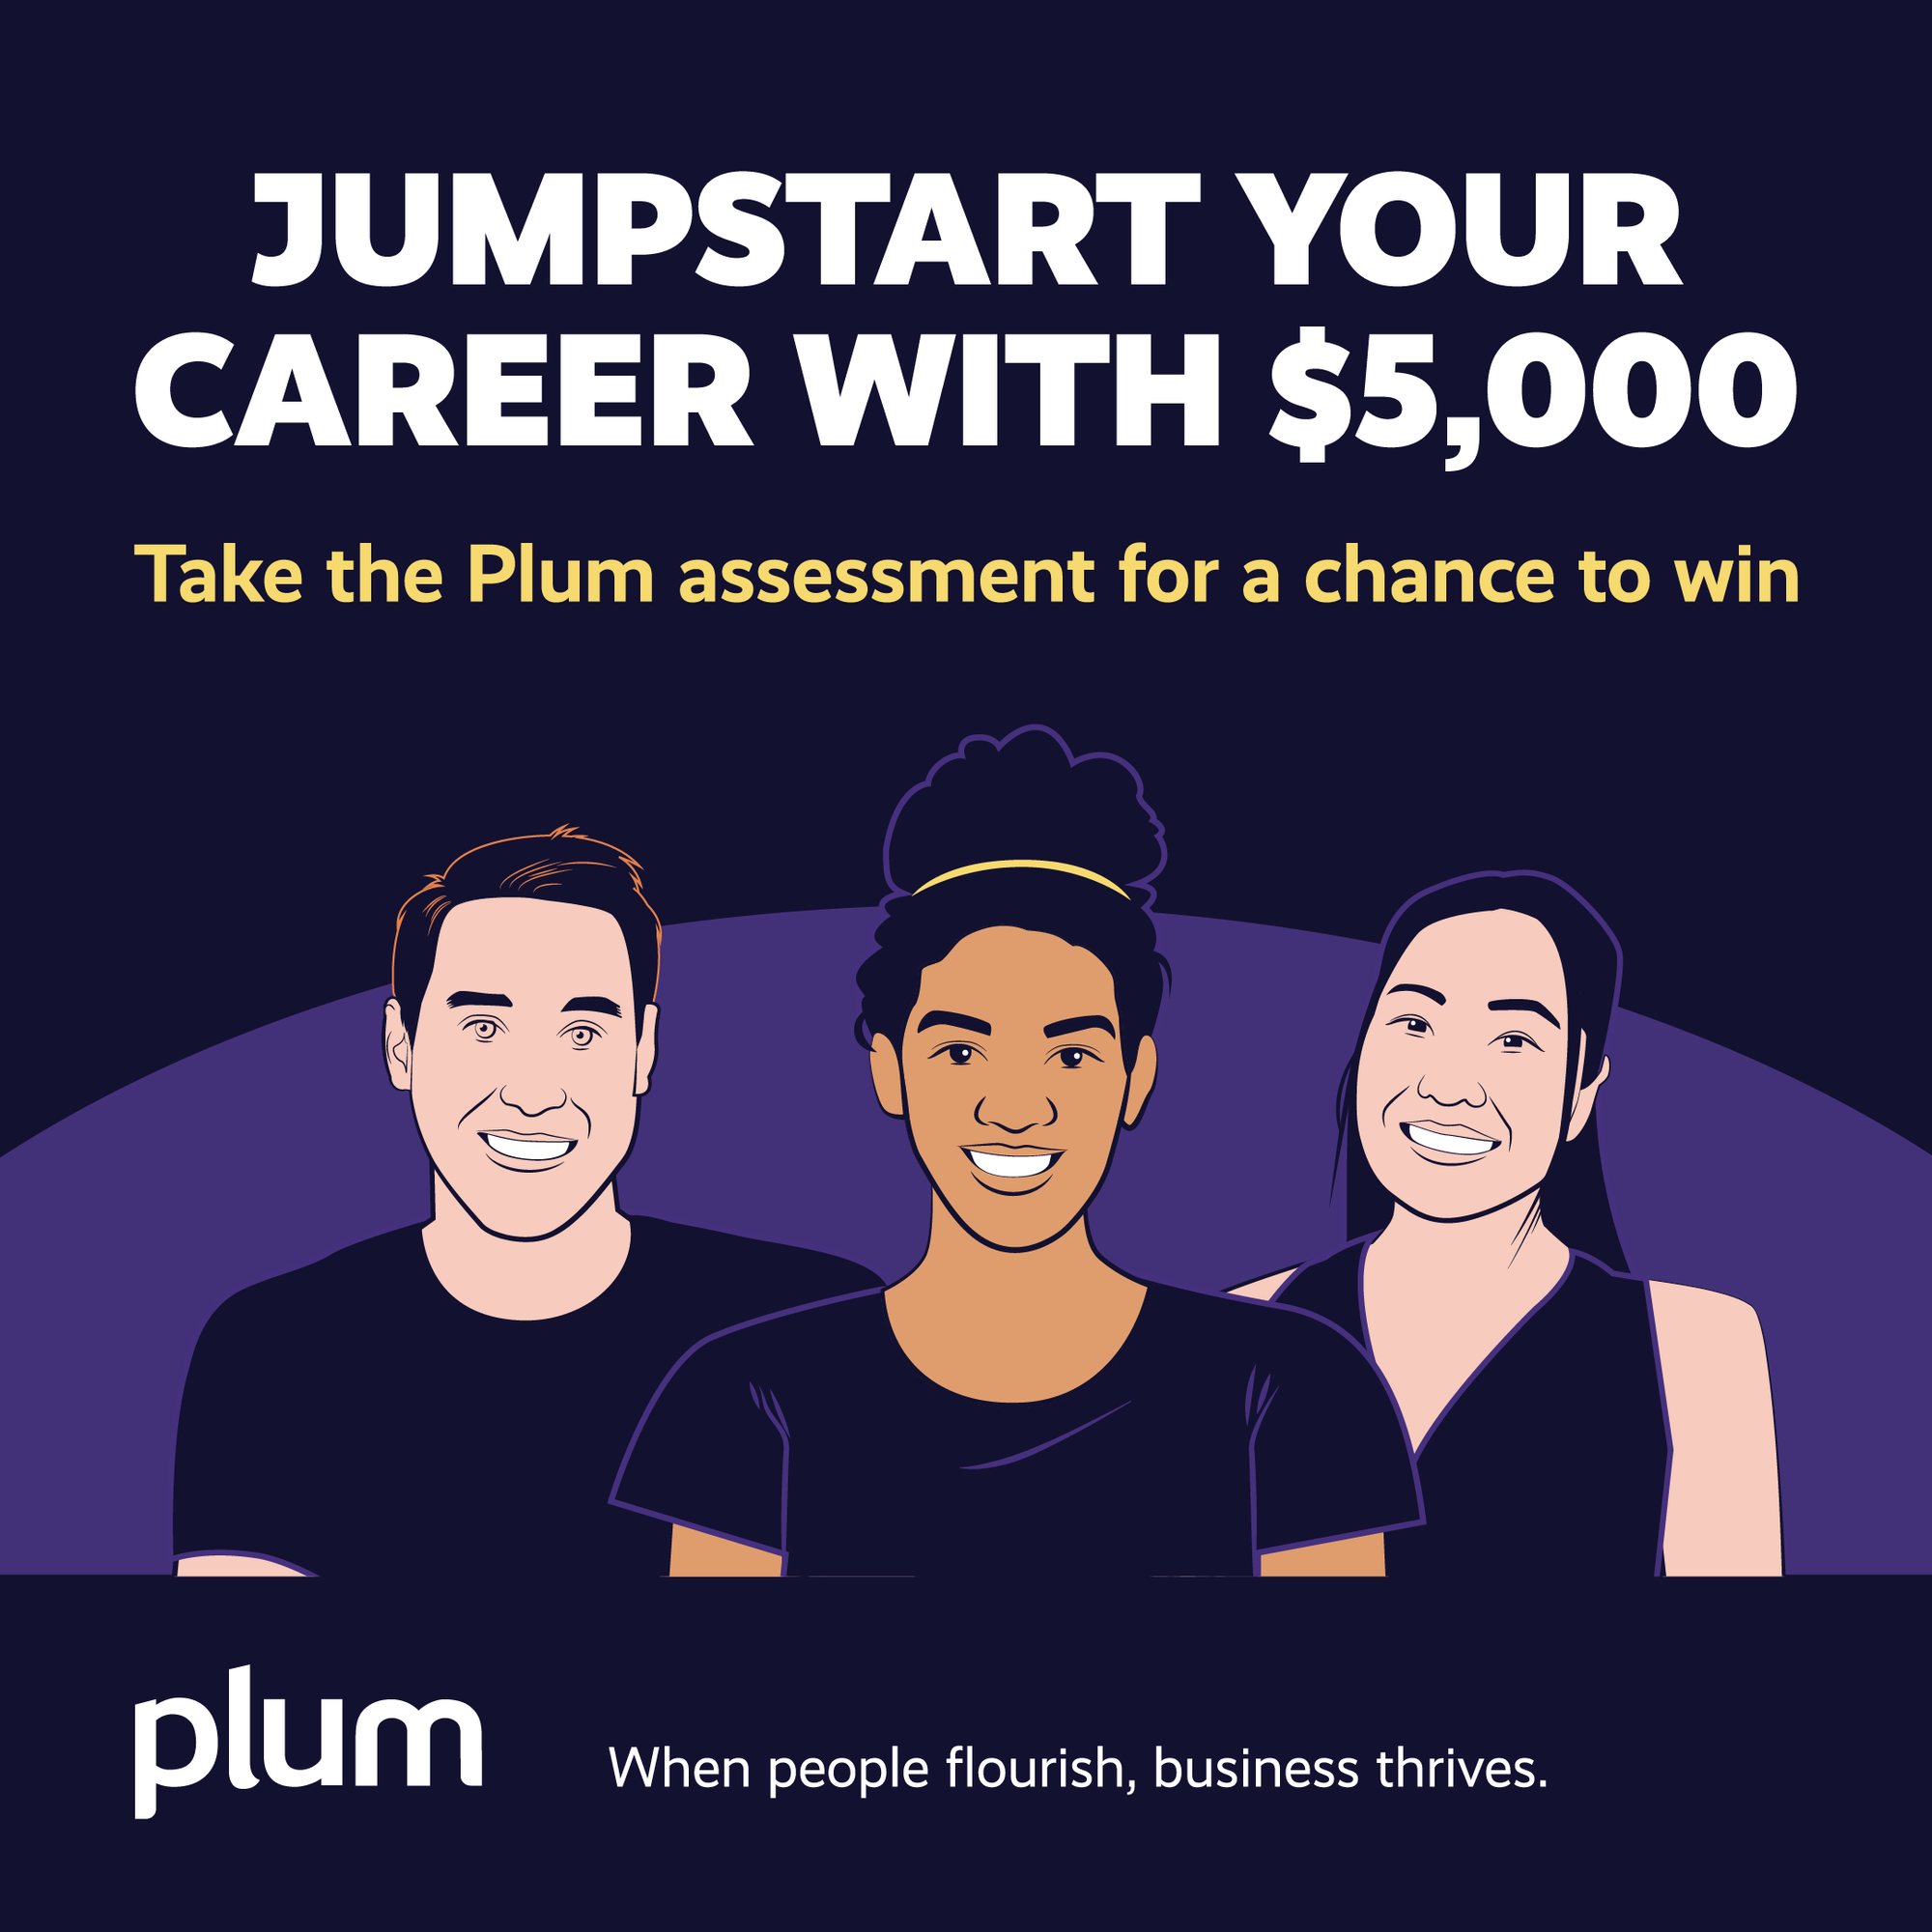 JUMPSTART YOUR
CAREER WITH $5,000
Take the Plum assessment for a chance to win
plum
When people flourish, business thrives.